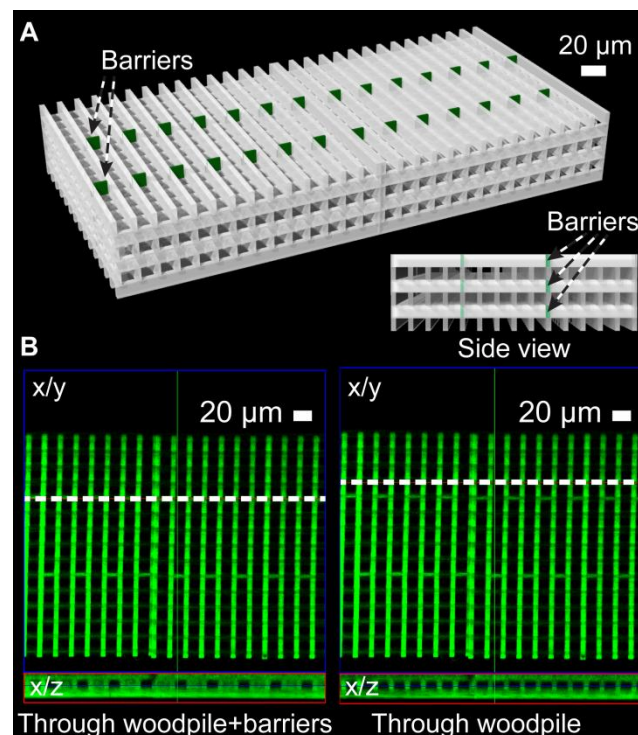 A
Barriers
20 µm
Barriers
Side view
B
x/y
20 µm
x/z
Through woodpile+barriers
x/y
20 µm
x/z
Through woodpile